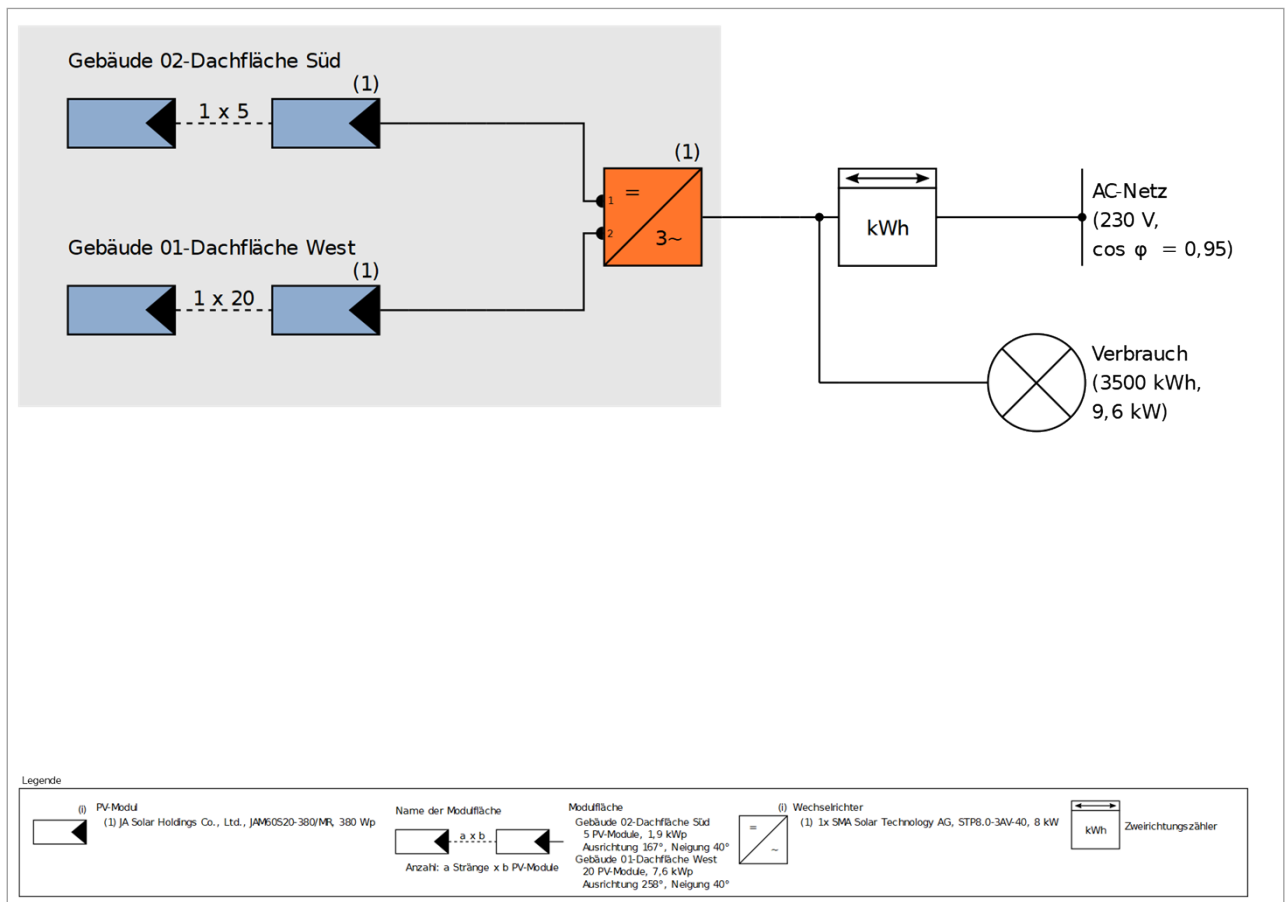 Gebäude 02-Dachfläche Süd
(1)
1 x 5
(1)
=
1
2
3~
Gebäude 01-Dachfläche West
(1)
1 x 20
kWh
AC-Netz
(230 V,
cos φ = 0,95)
Verbrauch
(3500 kWh,
9,6 kW)
Legende
(i) PV-Modul
(1) JA Solar Holdings Co., Ltd., JAM60S20-380/MR, 380 Wp
Name der Modulfläche
a x b
Anzahl: a Stränge x b PV-Module
Modulfläche
Gebäude 02-Dachfläche Süd
5 PV-Module, 1,9 kWp
Ausrichtung 167°, Neigung 40°
Gebäude 01-Dachfläche West
20 PV-Module, 7,6 kWp
Ausrichtung 258°, Neigung 40°
(i) Wechselrichter
=
~
(1) 1x SMA Solar Technology AG, STP8.0-3AV-40, 8 kW
kWh
Zweirichtungszähler